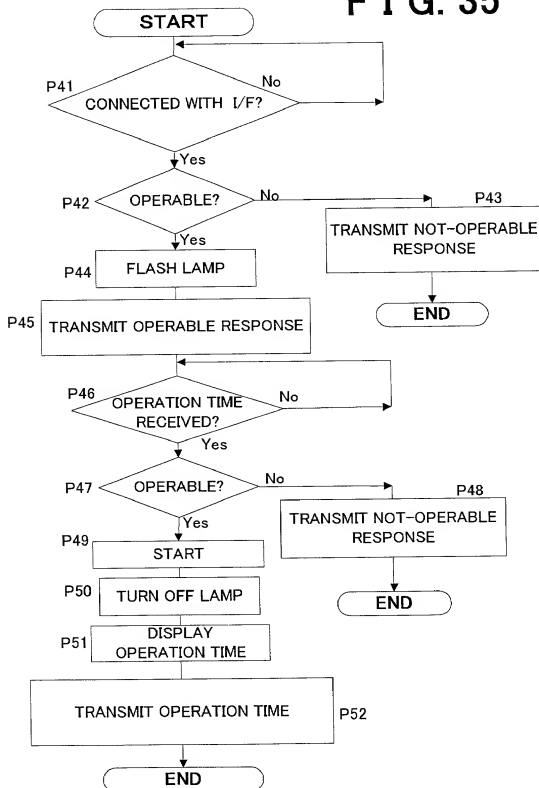 F I G. 35
START
No
P41
CONNECTED WITH I/F?
Yes
P42
OPERABLE?
No
P43
TRANSMIT NOT-OPERABLE
RESPONSE
Yes
P44
FLASH LAMP
END
P45
TRANSMIT OPERABLE RESPONSE
P46
OPERATION TIME
RECEIVED?
No
Yes
P47
OPERABLE?
No
P48
TRANSMIT NOT-OPERABLE
RESPONSE
Yes
P49
START
P50
TURN OFF LAMP
END
P51
DISPLAY
OPERATION TIME
TRANSMIT OPERATION TIME
P52
END